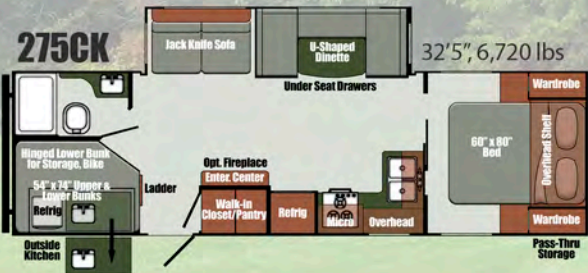 275CK
Jack Knife Sofa
U-Shaped
Dinette
32'5", 6,720 lbs
Under Seat Drawers
Wardrobe
Hinged Lower Bunk
for Storage, Bike
54" x 74" Upper &
Lower Bunks
Refrig
Ladder
Opt. Fireplace
Enter. Center
Walk-in
Closet/Pantry
Refrig
Micro
Overhead
60" x 80"
Bed
Overhead Shelf
Wardrobe
Outside
Kitchen
Pass-Thru
Storage